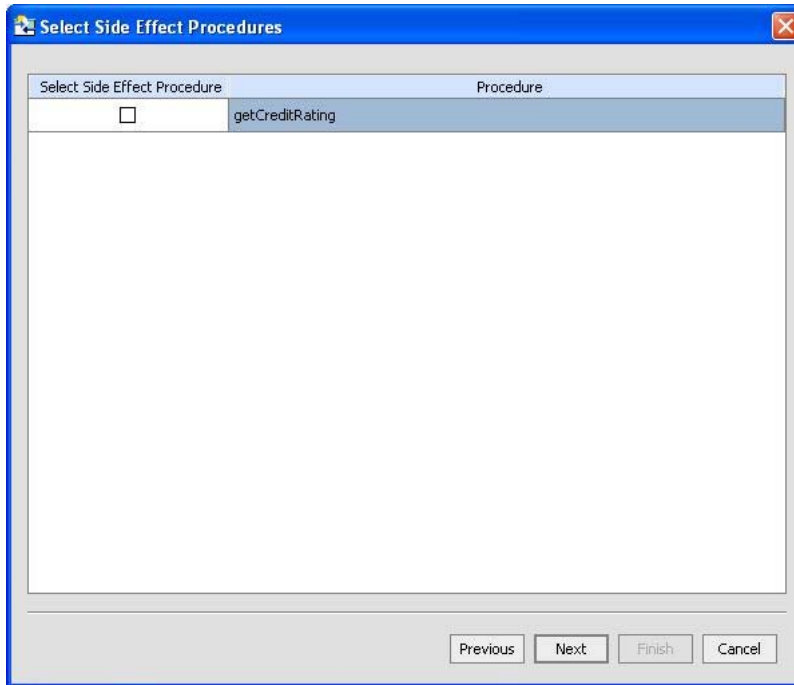 Select Side Effect Procedures
Select Side Effect Procedure Procedure
getCreditRating
Previous Next Finish Cancel